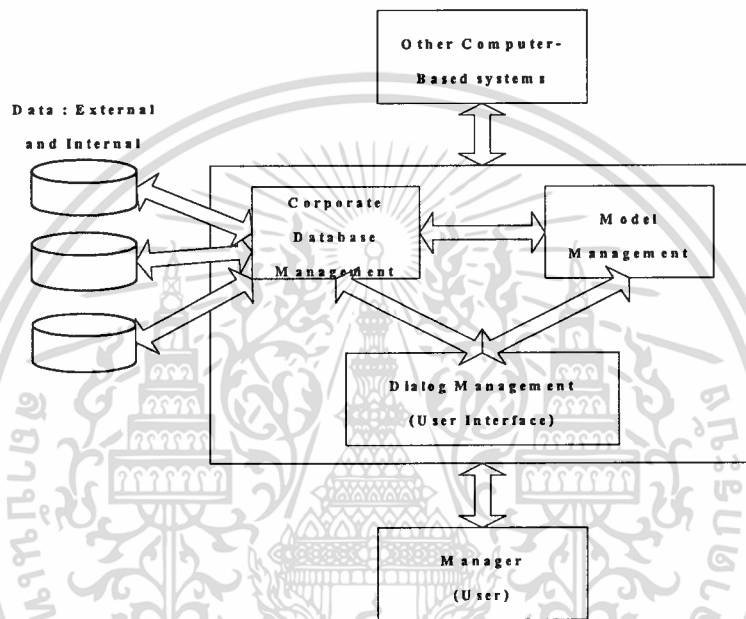 Other Computer-
Based systems
Data : External
and Internal
Corporate
Database
Management
Model
Management
Dialog Management
(User Interface)
Manager
(User)